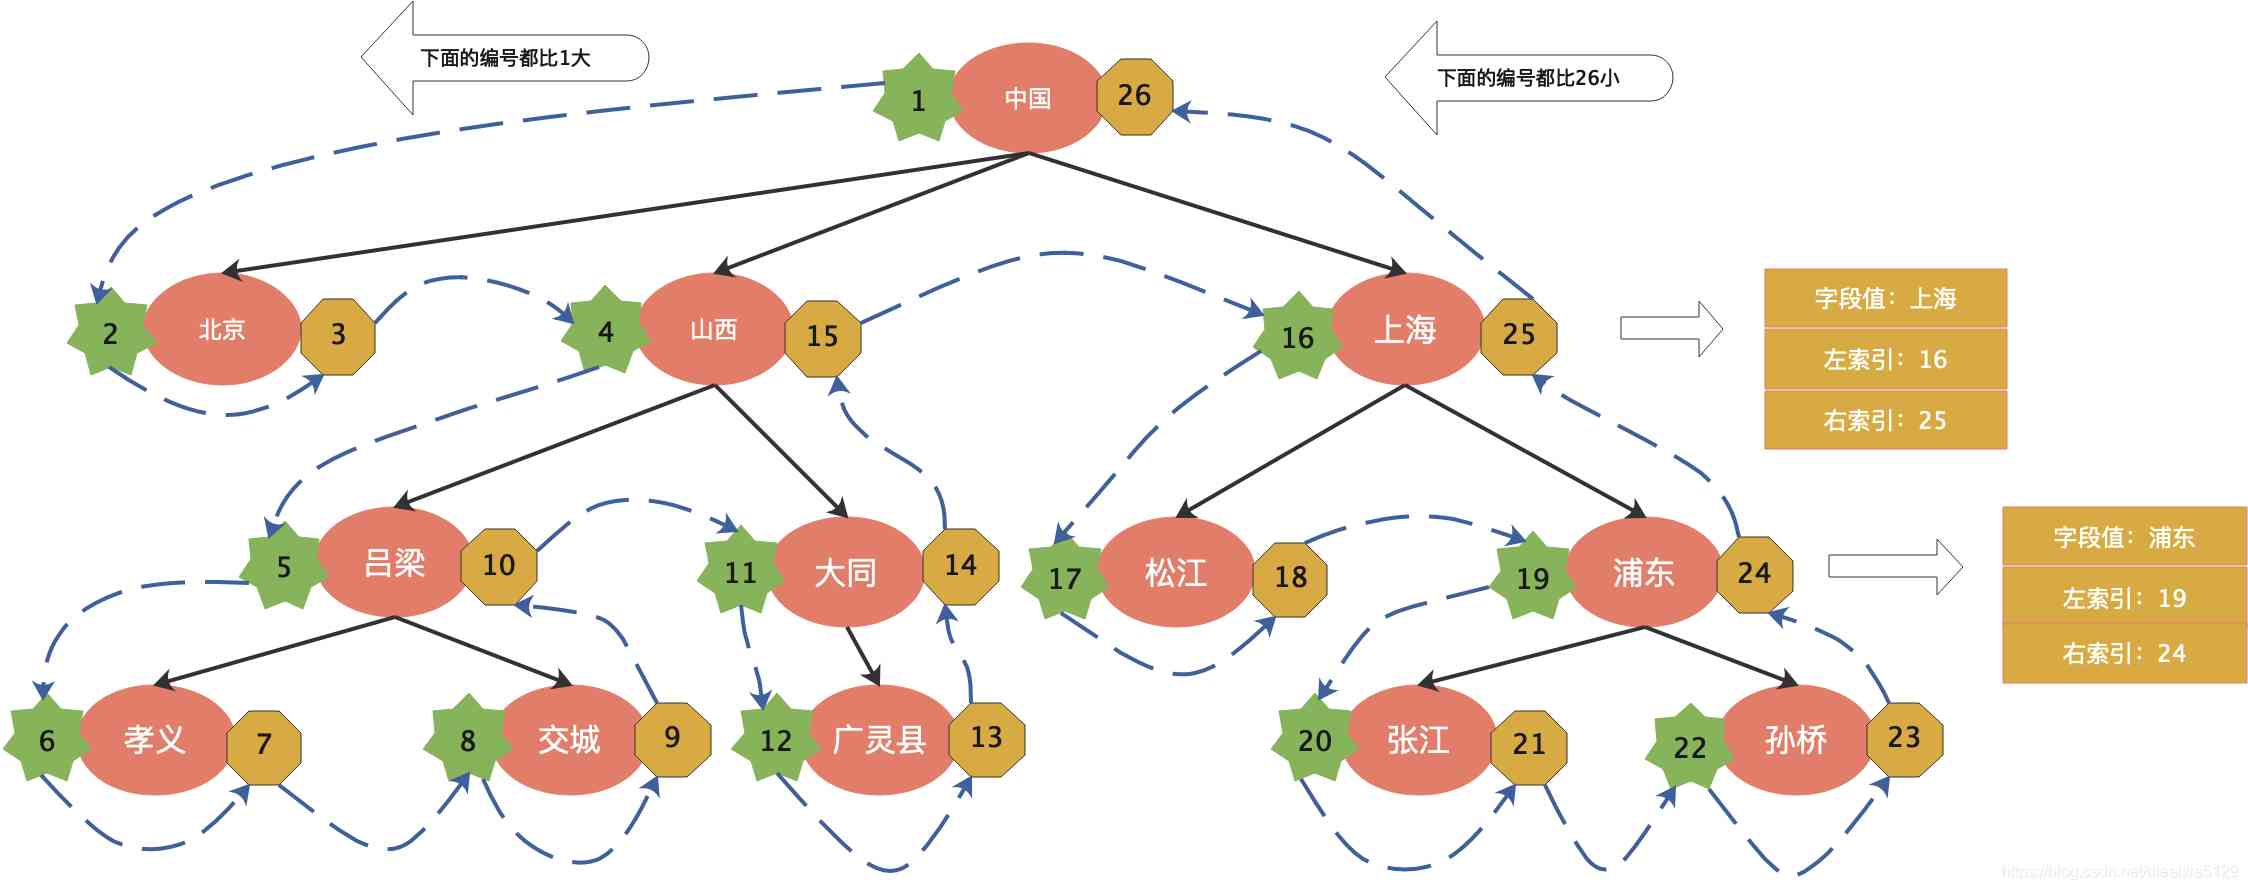 下面的编号都比1大
下面的编号都比26小
1 中国 26
2 北京 3
4 山西 15
16 上海 25
字段值：上海
左索引：16
右索引：25
5 吕梁 10
11 大同 14
17 松江 18
19 浦东 24
字段值：浦东
左索引：19
右索引：24
6 孝义 7
8 交城 9
12 广灵县 13
20 张江 21
22 孙桥 23